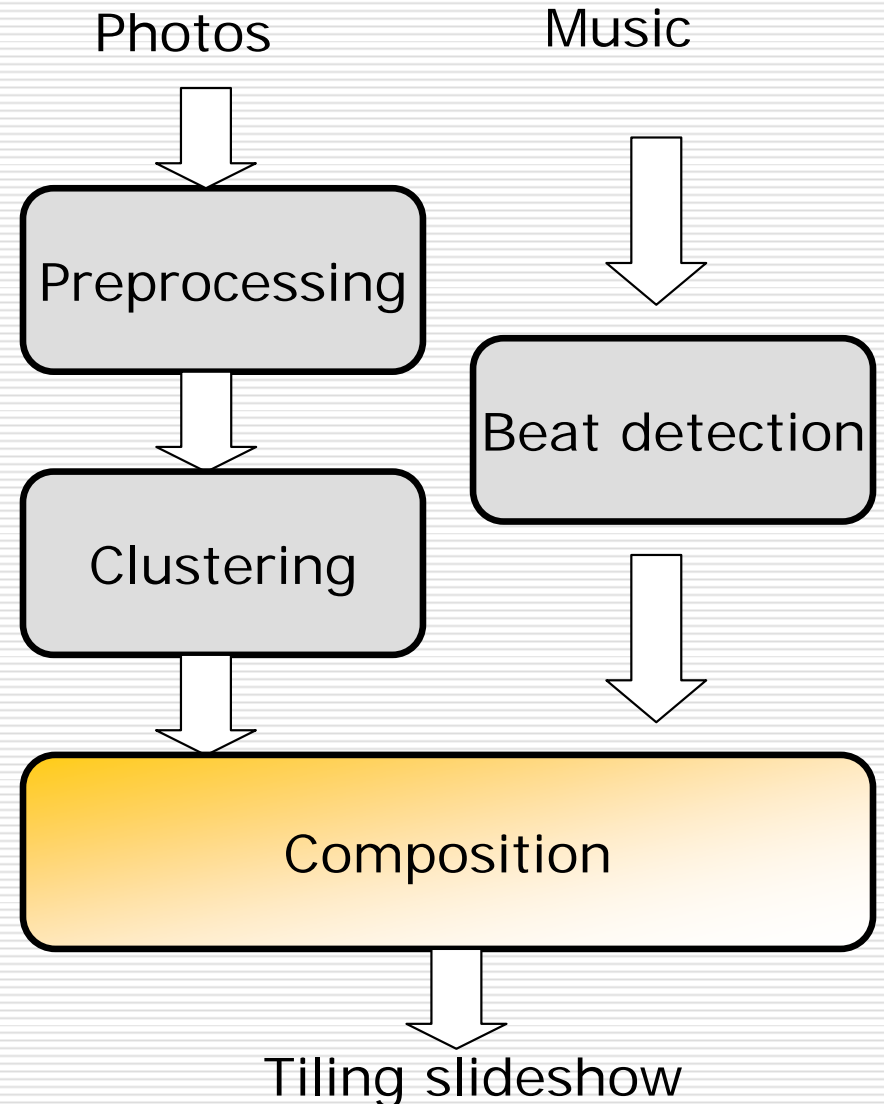 Photos
Music
Preprocessing
Beat detection
Clustering
Composition
Tiling slideshow